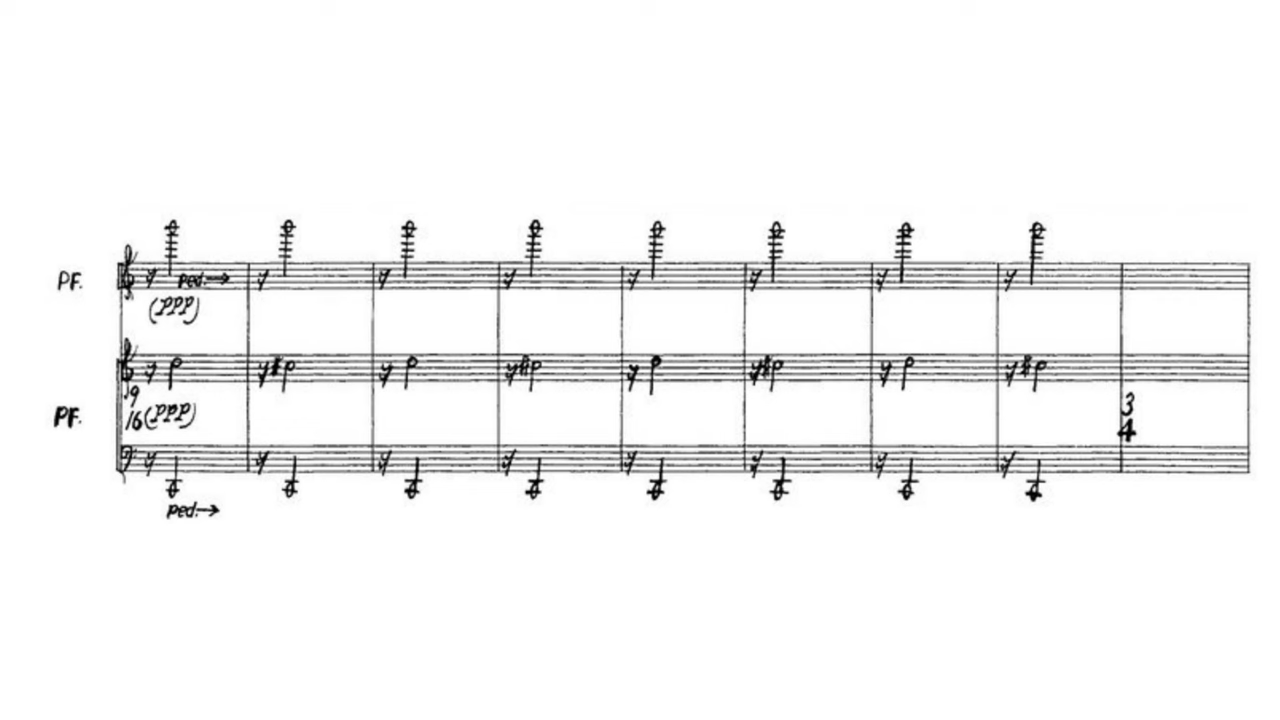 PF.
ped.→
(ppp)
PF.
9
16 (ppp)
3
4
ped.→